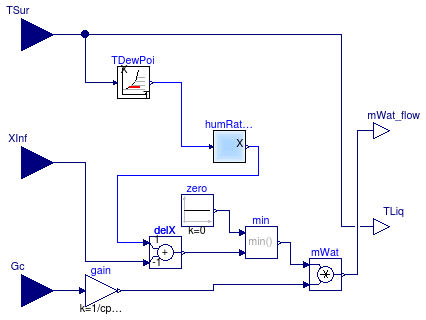 TSur
TDewPoi
X
T
mWat_flow
humRat...
X
XInf
TLiq
zero
k=0
delX
1
+
-1
min
min()
mWat
Gc
gain
k=1/cp...